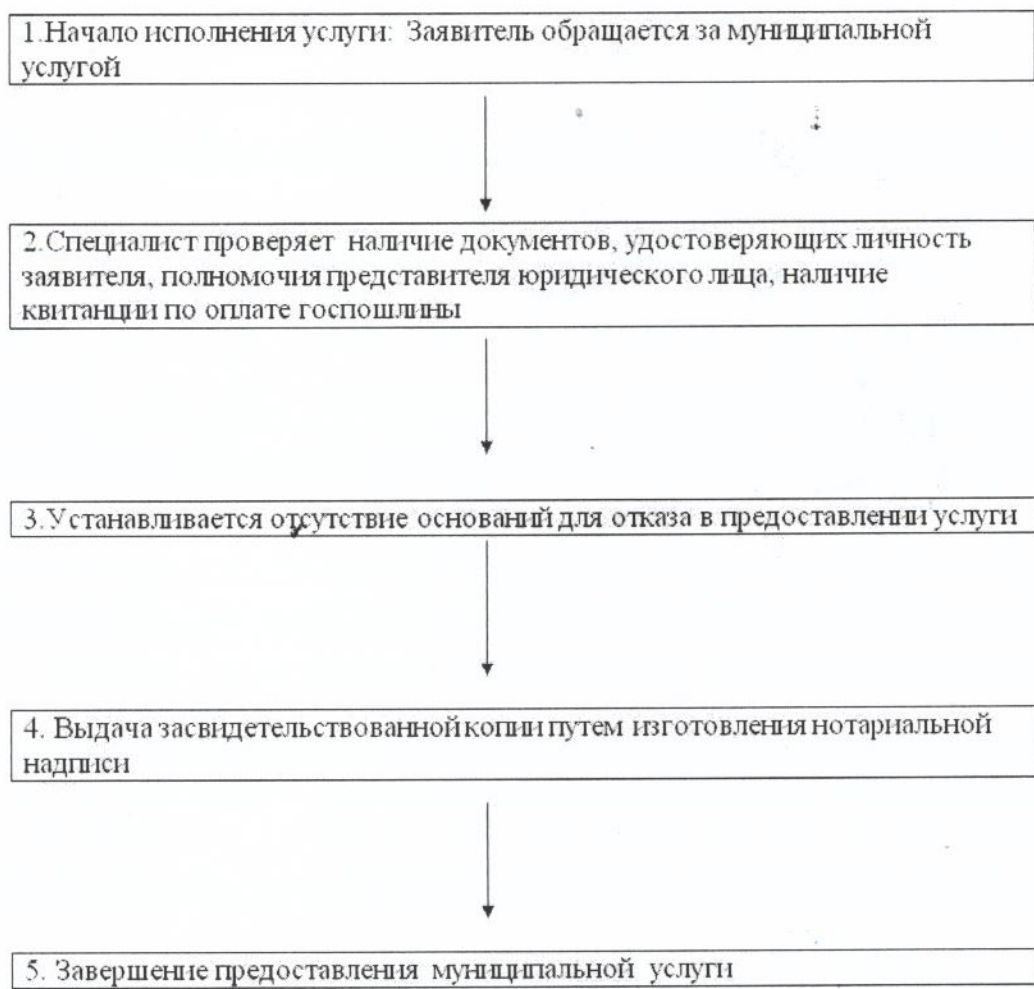 1.Начало исполнения услуги: Заявитель обращается за муниципальной
услугой
2.Специалист проверяет наличие документов, удостоверяющих личность
заявителя, полномочия представителя юридического лица, наличие
квитанции по оплате госпошлины
3.Устанавливается отсутствие оснований для отказа в предоставлении услуги
4. Выдача засвидетельствованной копии путем изготовления нотариальной
надписи
5. Завершение предоставления муниципальной услуги